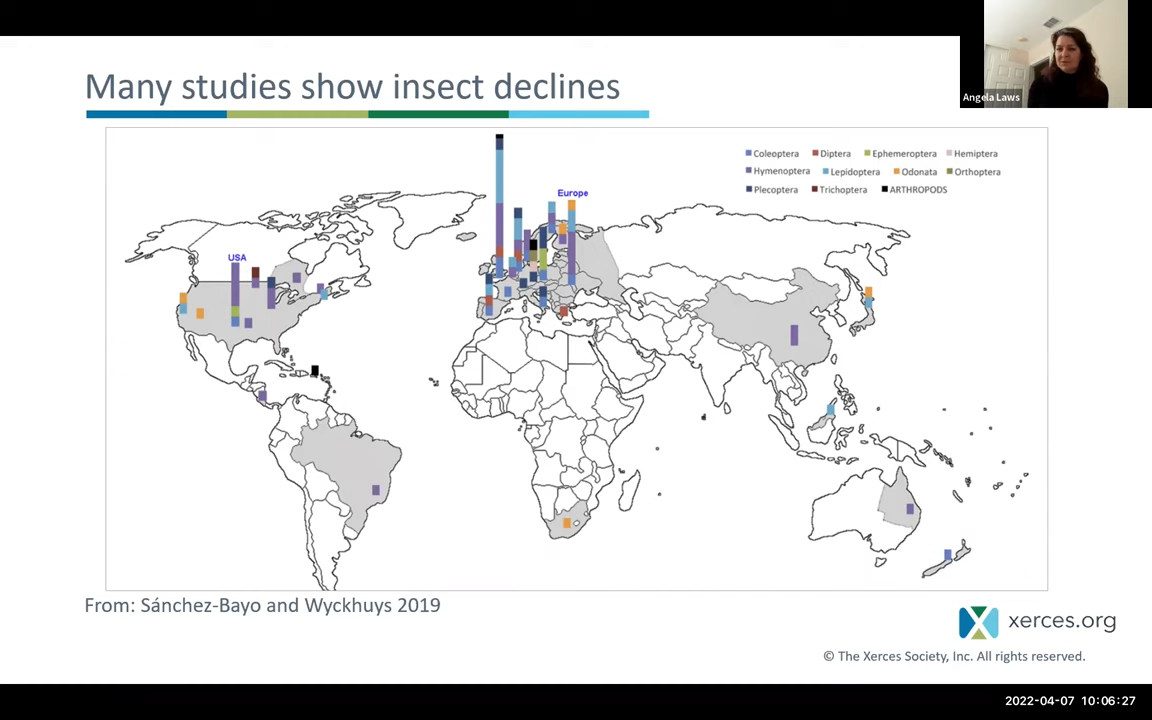 Many studies show insect declines
Angela Laws
Coleoptera Diptera Ephemeroptera Hemiptera
Hymenoptera Lepidoptera Odonata Orthoptera
Plecoptera Trichoptera ARTHROPODS
Europe
USA
From: Sánchez-Bayo and Wyckhuys 2019
xerces.org
© The Xerces Society, Inc. All rights reserved.
2022-04-07 10:06:27